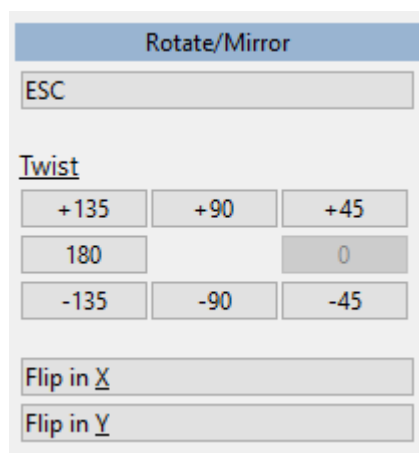 Rotate/Mirror
ESC
Twist
+135 +90 +45
180 0
-135 -90 -45
Flip in X
Flip in Y